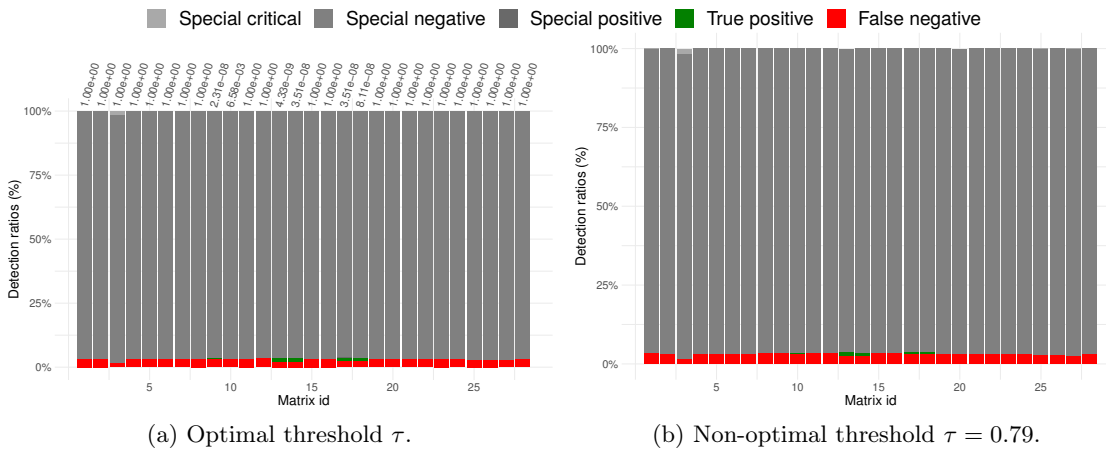 Special critical
Special negative
Special positive
True positive
False negative
1.00e+00
1.00e+00
1.00e+00
1.00e+00
1.00e+00
1.00e+00
1.00e+00
1.00e+00
2.31e−08
6.58e−03
1.00e+00
1.00e+00
4.33e−09
3.51e−08
1.00e+00
1.00e+00
3.51e−08
8.11e−08
1.00e+00
1.00e+00
1.00e+00
1.00e+00
1.00e+00
1.00e+00
1.00e+00
1.00e+00
1.00e+00
1.00e+00
Detection ratios (%)
100%
75%
50%
25%
0%
5
10
15
20
25
Matrix id
(a) Optimal threshold τ.
Detection ratios (%)
100%
75%
50%
25%
0%
5
10
15
20
25
Matrix id
(b) Non-optimal threshold τ = 0.79.